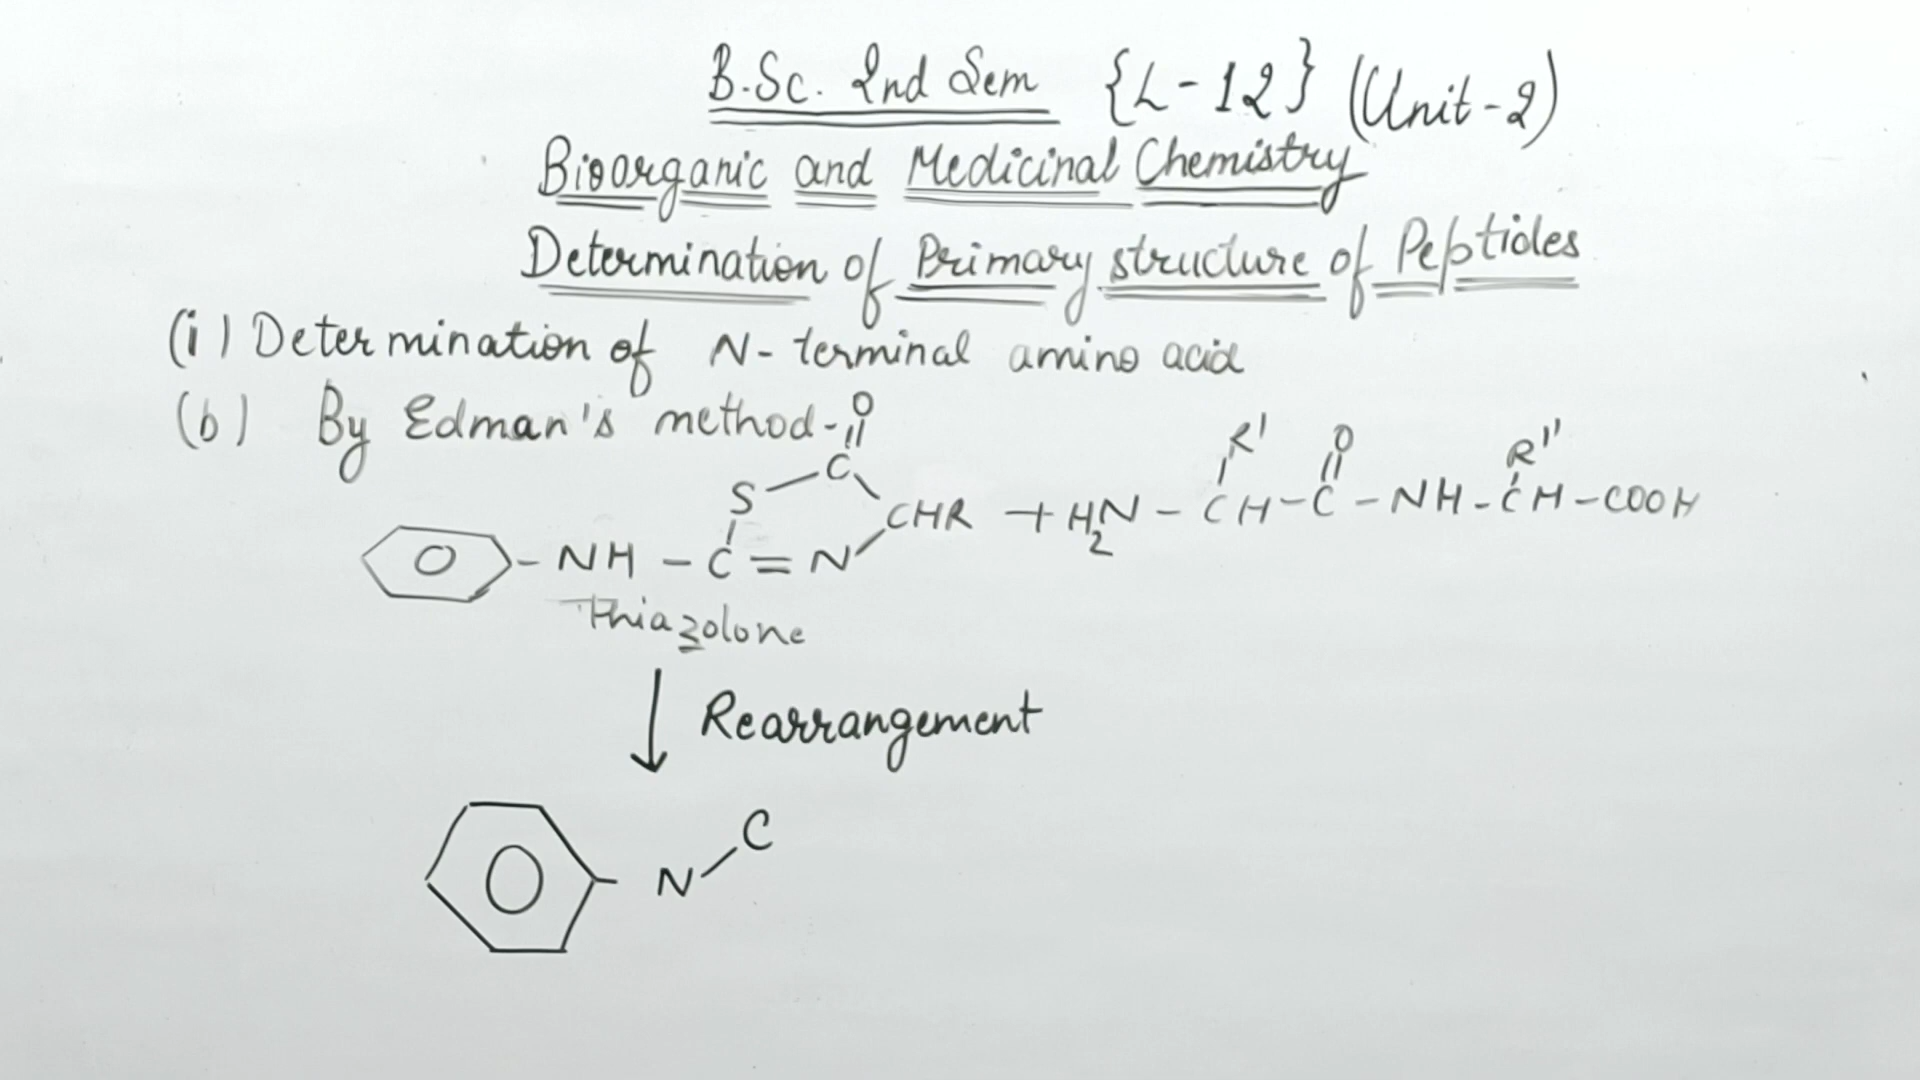 B.Sc. 2nd Sem {L-12} (Unit-2)
Bioorganic and Medicinal Chemistry
Determination of Primary structure of Peptides
(i) Determination of N-terminal amino acid
(b) By Edman's method-
O
C
S
CHR
NH - C = N
+ H2N - CH - C - NH - CH - COOH
R' O R''
thiazolone
Rearrangement
C
N